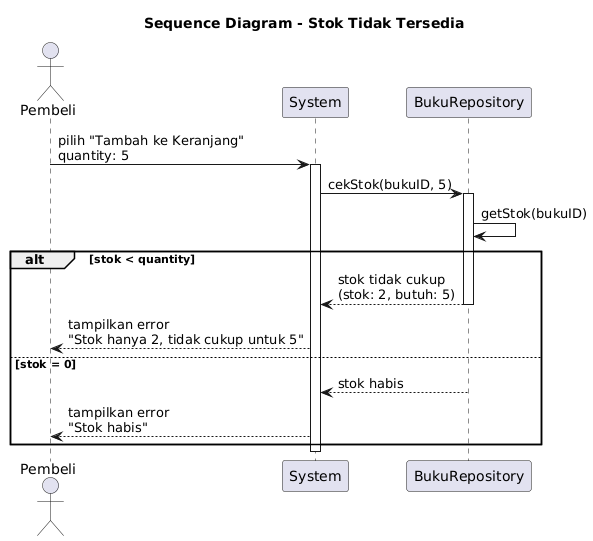 Sequence Diagram - Stok Tidak Tersedia
Pembeli
System
BukuRepository
pilih "Tambah ke Keranjang"
quantity: 5
cekStok(bukuID, 5)
getStok(bukuID)
alt
[stok < quantity]
stok tidak cukup
(stok: 2, butuh: 5)
tampilkan error
"Stok hanya 2, tidak cukup untuk 5"
[stok = 0]
stok habis
tampilkan error
"Stok habis"
Pembeli
System
BukuRepository